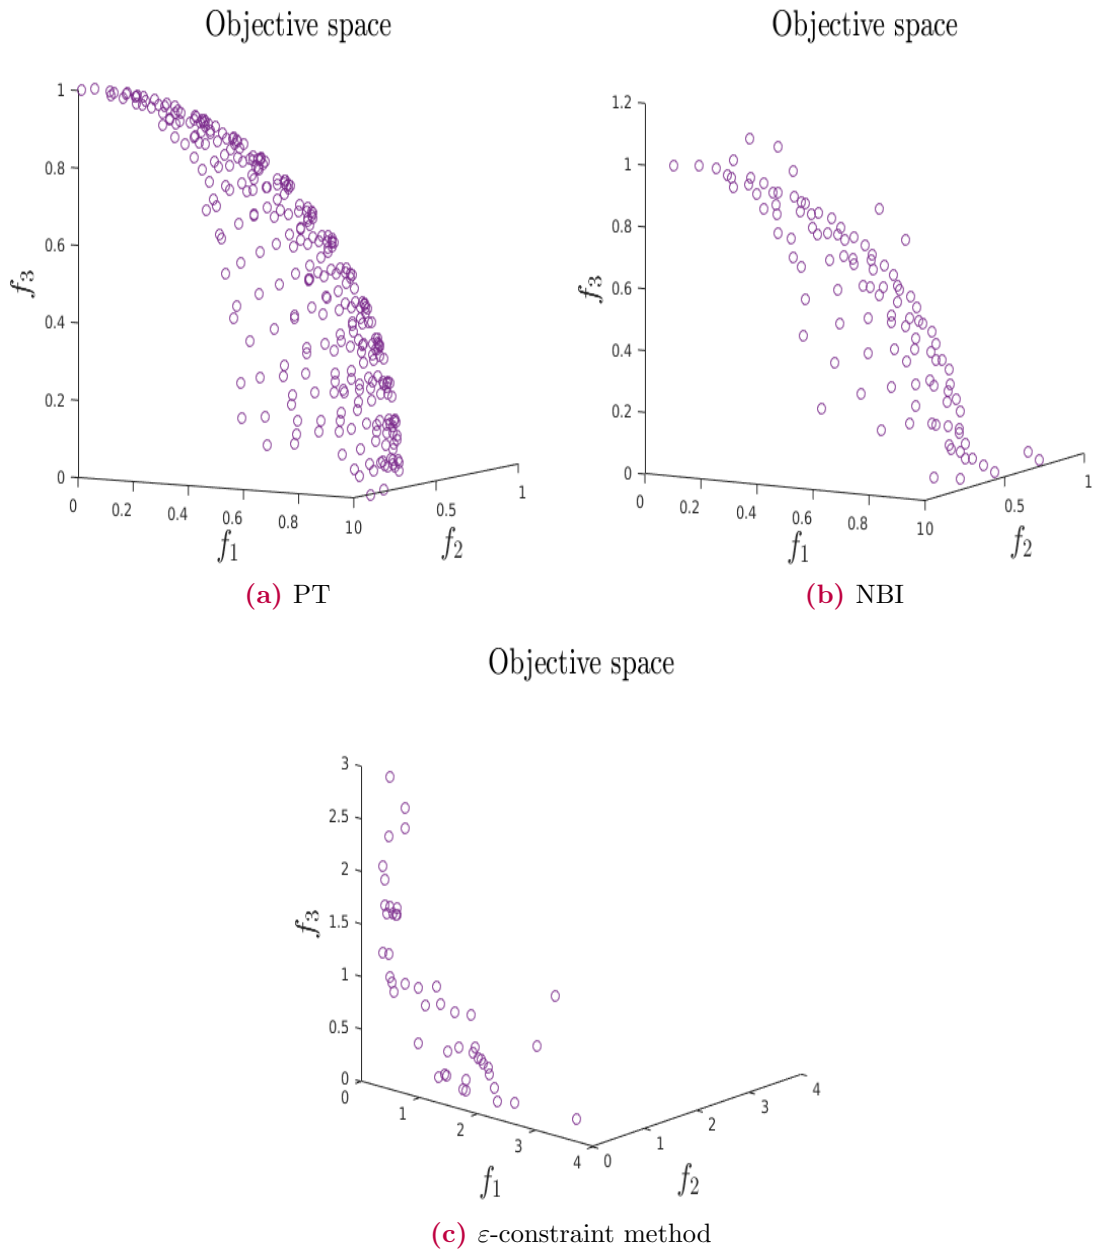 Objective space
1
0.8
0.6
0.4
0.2
0
f3
0 0.2 0.4 0.6 0.8 10 0.5 1
f1 f2
(a) PT
Objective space
1.2
1
0.8
0.6
0.4
0.2
0
f3
0 0.2 0.4 0.6 0.8 10 0.5 1
f1 f2
(b) NBI
Objective space
3
2.5
2
1.5
1
0.5
0
f3
0 1 2 3 4 0 1 2 3 4
f1 f2
(c) ε-constraint method